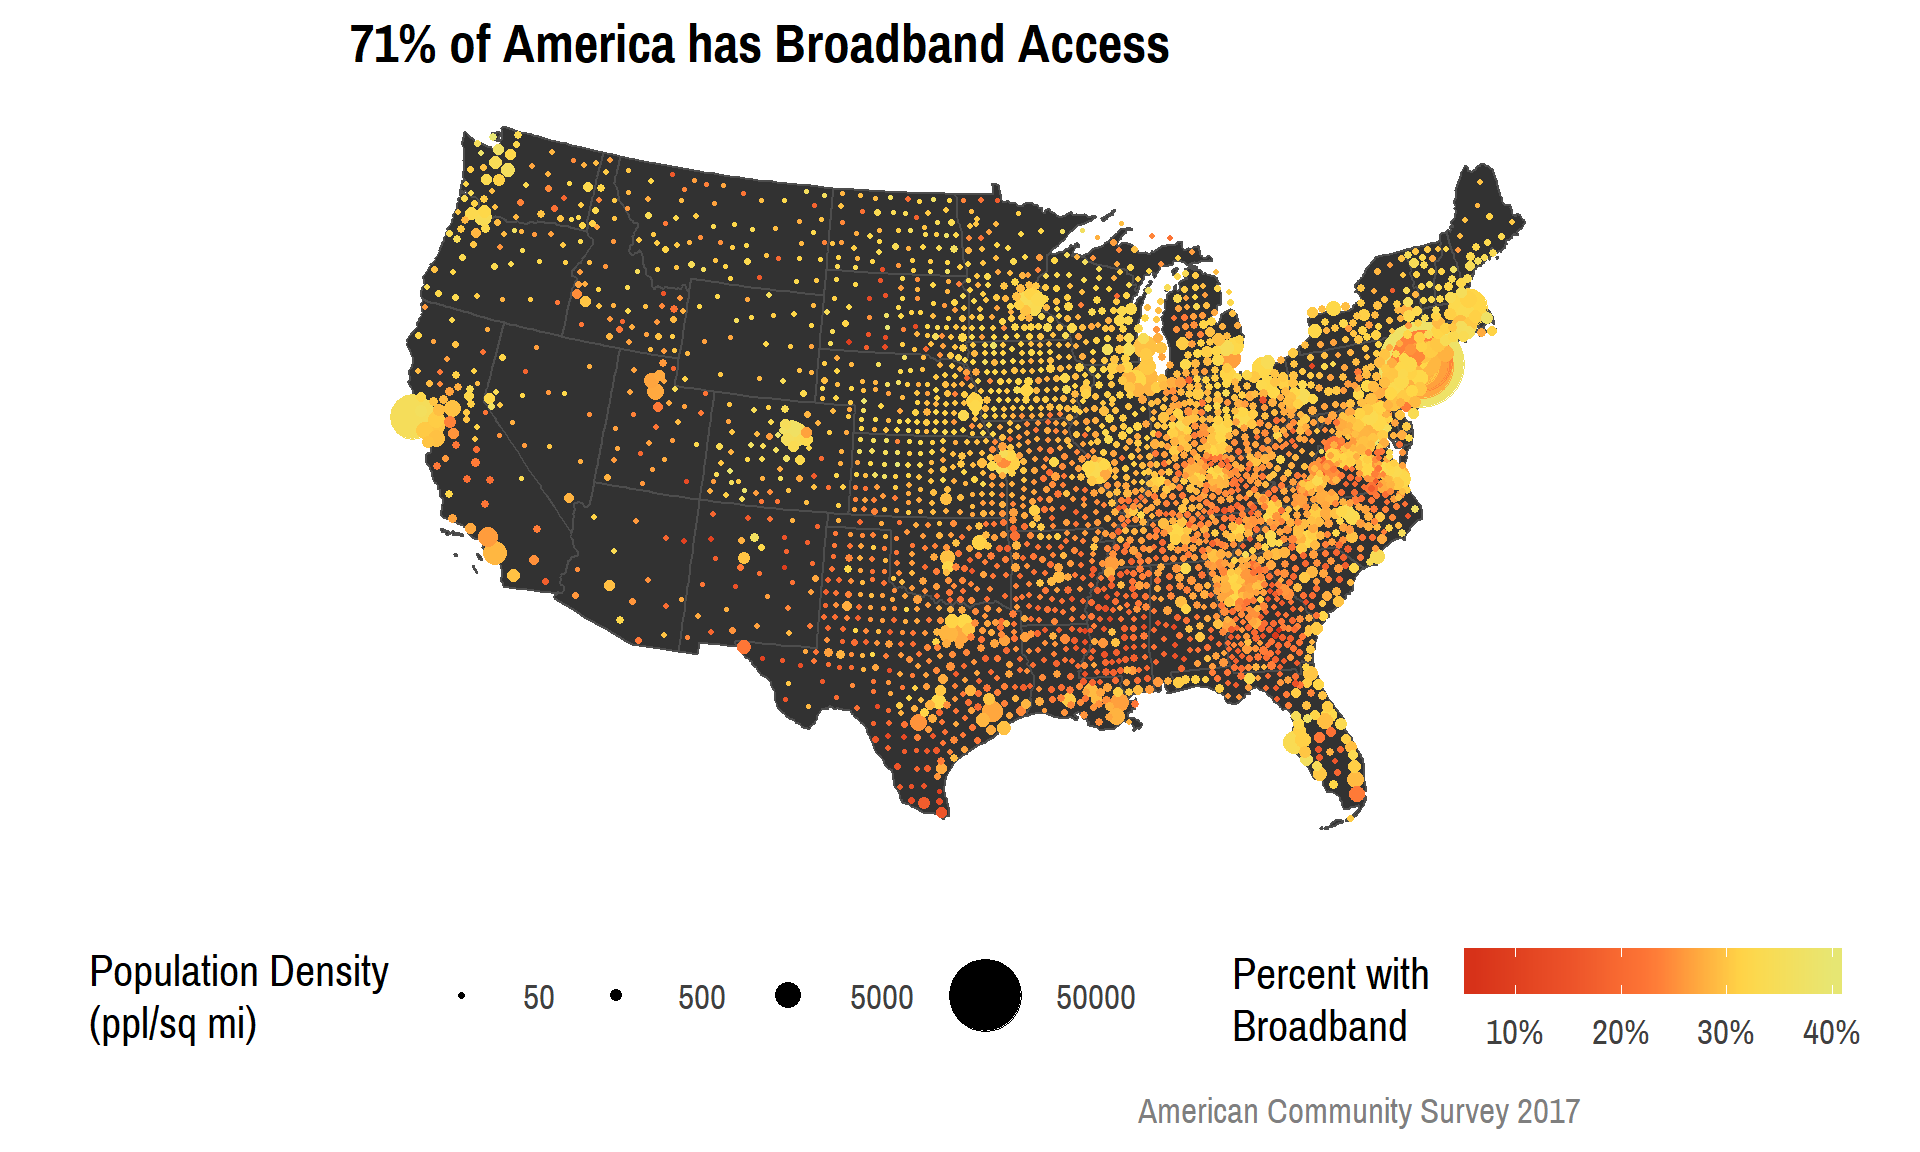 71% of America has Broadband Access
Population Density
(ppl/sq mi)
50
500
5000
50000
Percent with
Broadband
10%
20%
30%
40%
American Community Survey 2017